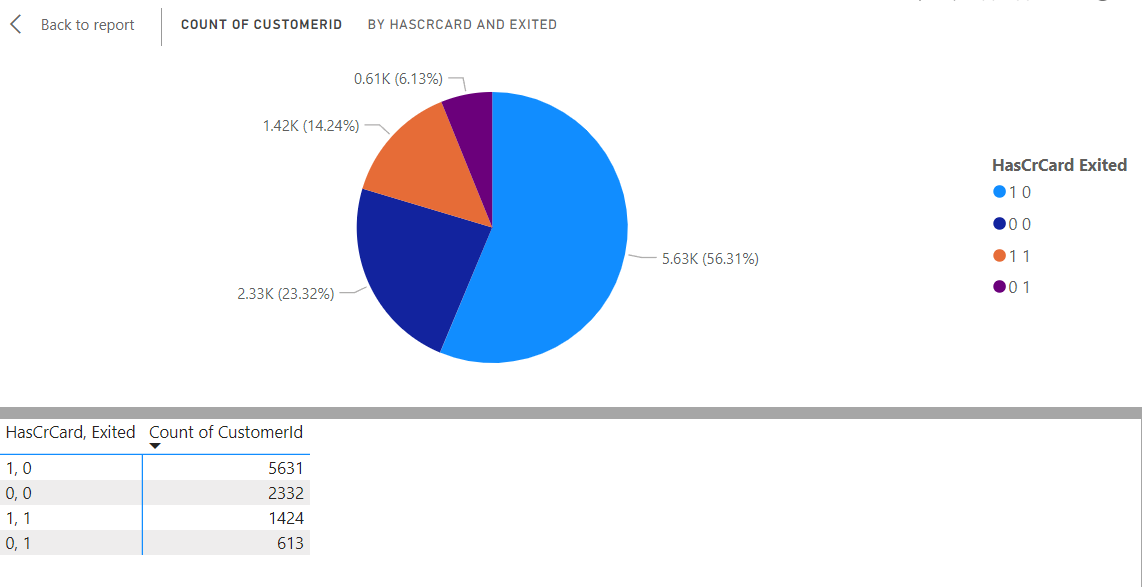 Back to report
COUNT OF CUSTOMERID BY HASCRCARD AND EXITED
0.61K (6.13%)
1.42K (14.24%)
5.63K (56.31%)
2.33K (23.32%)
HasCrCard Exited
1 0
0 0
1 1
0 1
HasCrCard, Exited Count of CustomerId
1, 0 5631
0, 0 2332
1, 1 1424
0, 1 613